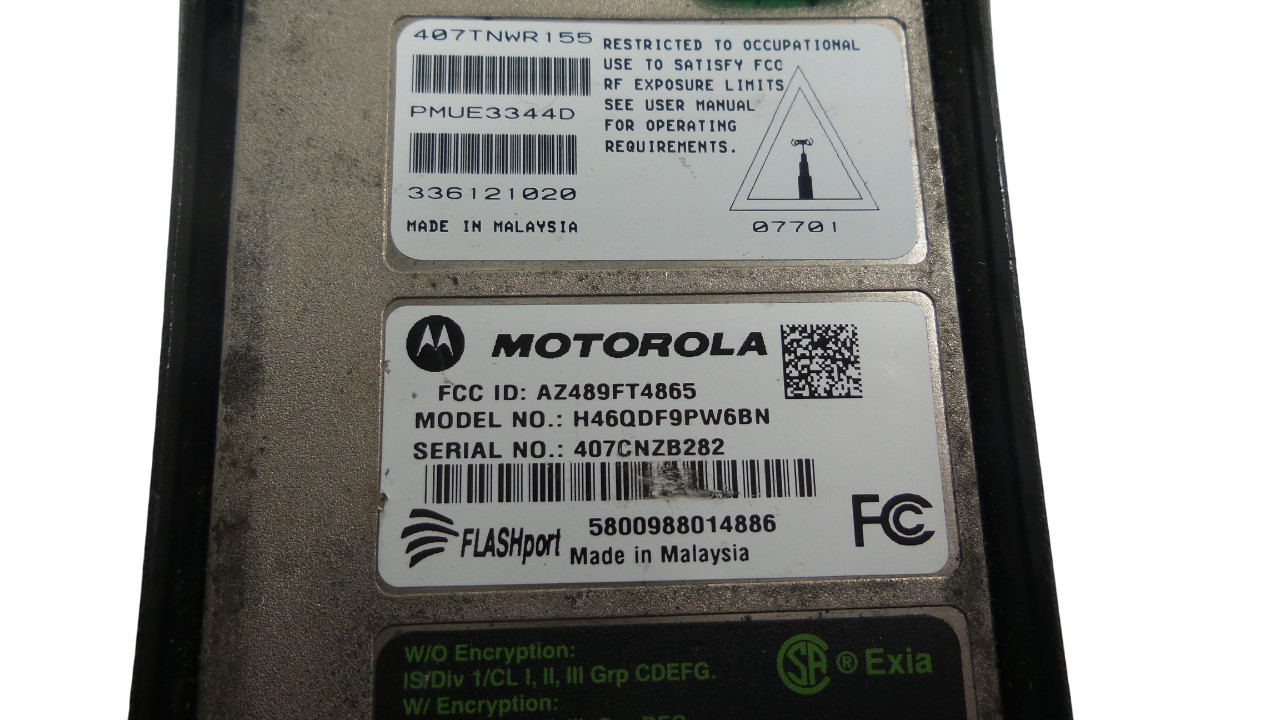 407TNWR155
PMUE3344D
336121020
MADE IN MALAYSIA
RESTRICTED TO OCCUPATIONAL
USE TO SATISFY FCC
RF EXPOSURE LIMITS
SEE USER MANUAL
FOR OPERATING
REQUIREMENTS.
07701
MOTOROLA
FCC ID: AZ489FT4865
MODEL NO.: H46QDF9PW6BN
SERIAL NO.: 407CNZB282
FLASHport
5800988014886
Made in Malaysia
FC
W/O Encryption:
IS/Div 1/CL I, II, III Grp CDEFG.
W/ Encryption:
SA ® Exia